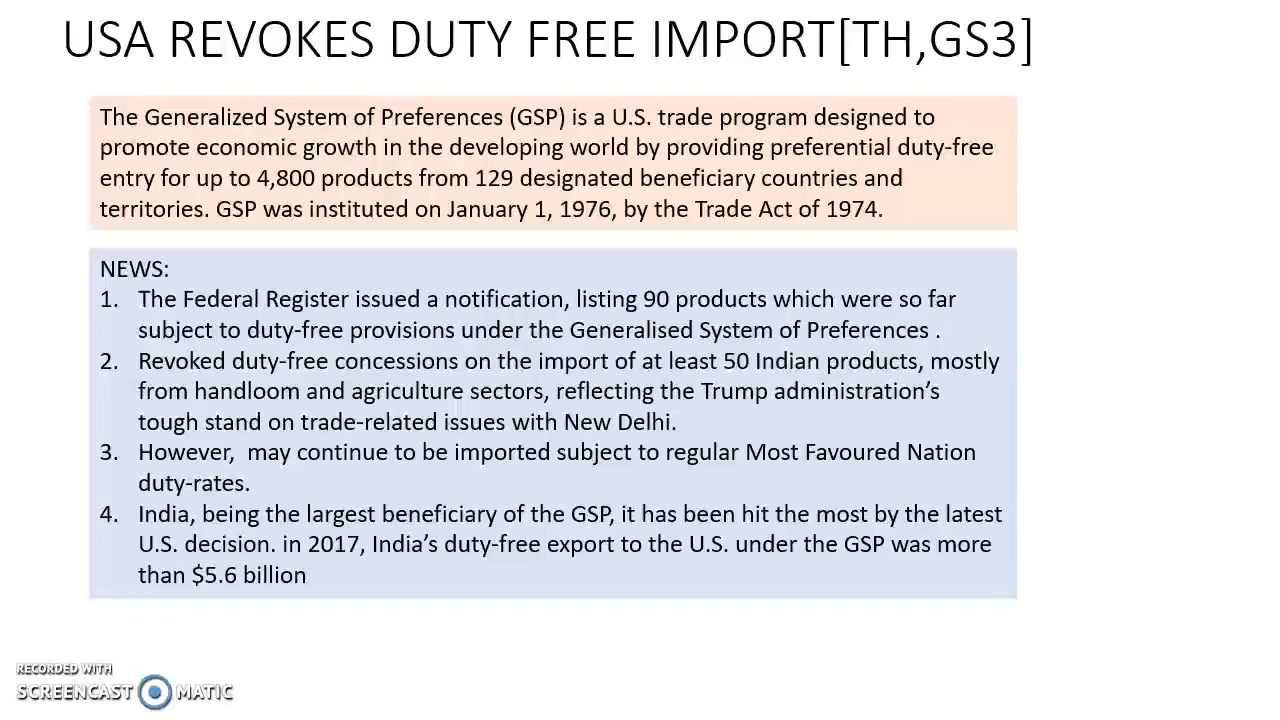 USA REVOKES DUTY FREE IMPORT[TH,GS3]
The Generalized System of Preferences (GSP) is a U.S. trade program designed to
promote economic growth in the developing world by providing preferential duty-free
entry for up to 4,800 products from 129 designated beneficiary countries and
territories. GSP was instituted on January 1, 1976, by the Trade Act of 1974.
NEWS:
1. The Federal Register issued a notification, listing 90 products which were so far
subject to duty-free provisions under the Generalised System of Preferences .
2. Revoked duty-free concessions on the import of at least 50 Indian products, mostly
from handloom and agriculture sectors, reflecting the Trump administration’s
tough stand on trade-related issues with New Delhi.
3. However,  may continue to be imported subject to regular Most Favoured Nation
duty-rates.
4. India, being the largest beneficiary of the GSP, it has been hit the most by the latest
U.S. decision. in 2017, India’s duty-free export to the U.S. under the GSP was more
than $5.6 billion
RECORDED WITH
SCREENCAST MATIC